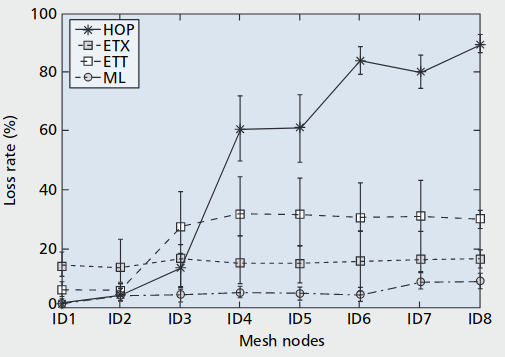 100
80
60
40
20
0
Loss rate (%)
HOP
ETX
ETT
ML
ID1 ID2 ID3 ID4 ID5 ID6 ID7 ID8
Mesh nodes